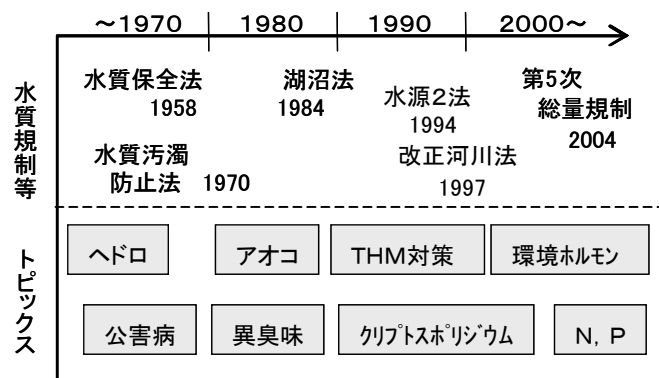 ～1970 1980 1990 2000～
水質規制等
水質保全法
1958
湖沼法
1984
水源2法
1994
第5次
総量規制
2004
水質汚濁
防止法 1970
改正河川法
1997
トピックス
ヘドロ
アオコ
THM対策
環境ホルモン
公害病
異臭味
クリプトスポリジウム
N, P